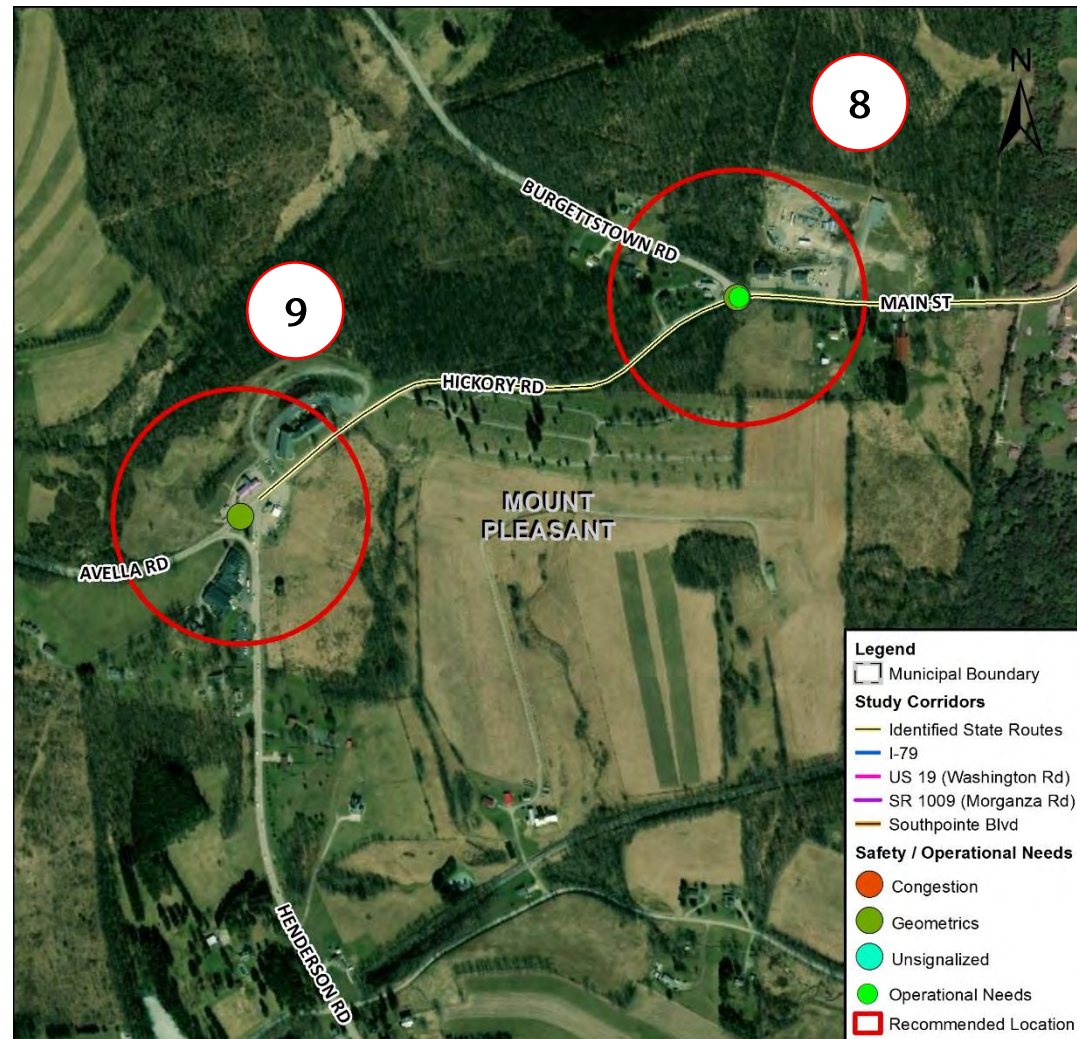 N
8
BURGETTSTOWN RD
MAIN ST
9
HICKORY RD
MOUNT
PLEASANT
AVELLA RD
HENDERSON RD
Legend
Municipal Boundary
Study Corridors
Identified State Routes
I-79
US 19 (Washington Rd)
SR 1009 (Morganza Rd)
Southpointe Blvd
Safety / Operational Needs
Congestion
Geometrics
Unsignalized
Operational Needs
Recommended Location